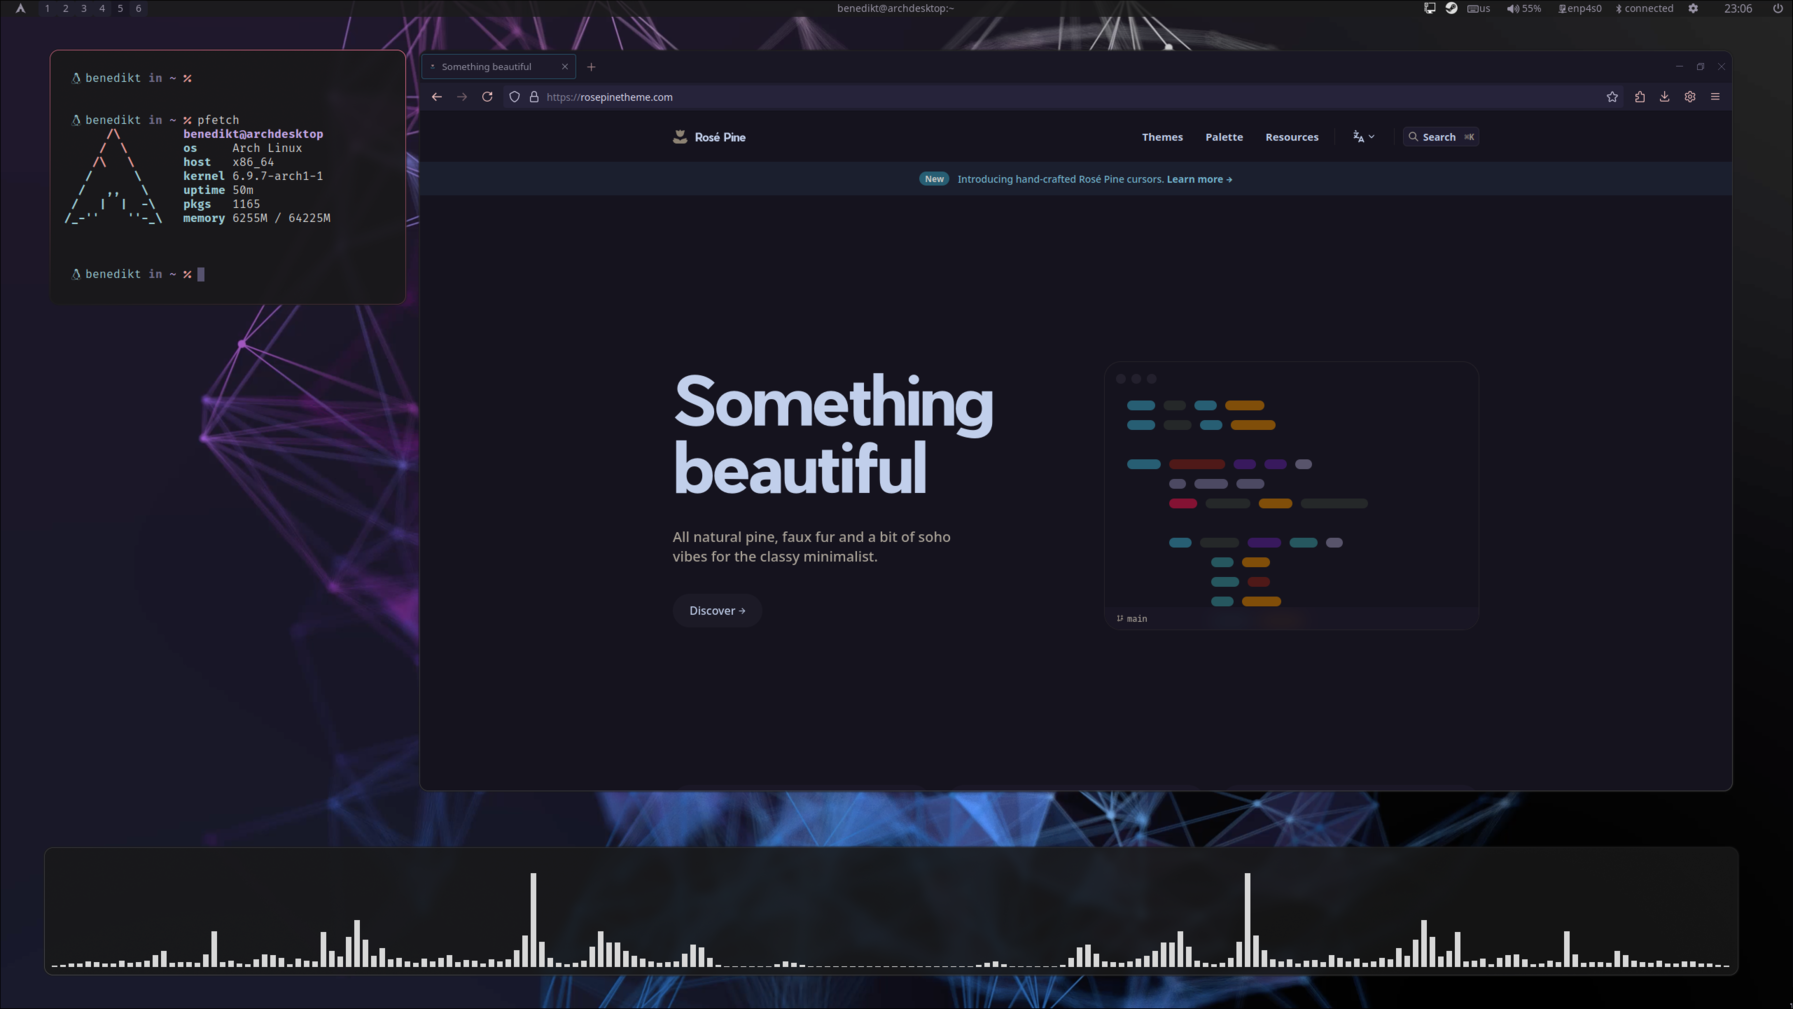 1 2 3 4 5 6
benedikt@archdesktop:~
us 55% enp4s0 connected 23:06
benedikt in ~
benedikt in ~ pfetch
benedikt@archdesktop
os Arch Linux
host x86_64
kernel 6.9.7-arch1-1
uptime 50m
pkgs 1165
memory 6255M / 64225M
benedikt in ~
Something beautiful
https://rosepinetheme.com
Rosé Pine
Themes Palette Resources Search ⌘K
New Introducing hand-crafted Rosé Pine cursors. Learn more →
Something
beautiful
All natural pine, faux fur and a bit of soho
vibes for the classy minimalist.
Discover →
main